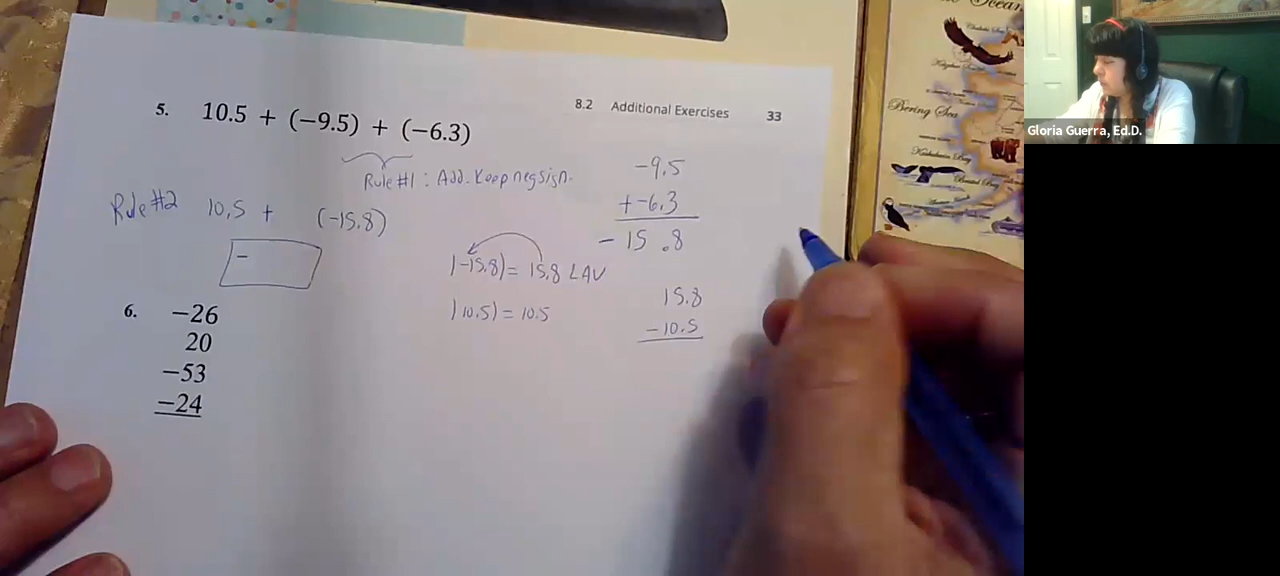 8.2 Additional Exercises 33
5. 10.5 + (−9.5) + (−6.3)
Rule #1 : Add. Keep neg sign.
−9.5
+ −6.3
− 15.8
Rule #2 10.5 + (−15.8)
−
|−15.8| = 15.8 LAV
|10.5| = 10.5
15.8
− 10.5
6. −26
20
−53
−24
Bering Sea
Gloria Guerra, Ed.D.